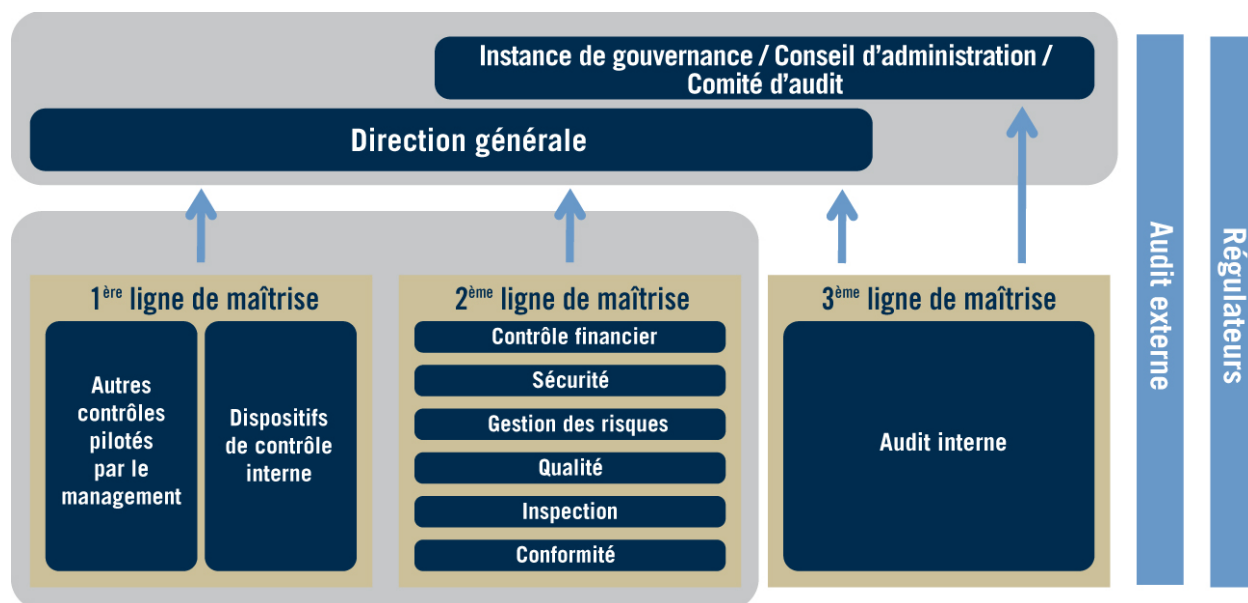 Instance de gouvernance / Conseil d’administration /
Comité d’audit
Direction générale
1ère ligne de maîtrise
Autres
contrôles
pilotés
par le
management
Dispositifs
de contrôle
interne
2ème ligne de maîtrise
Contrôle financier
Sécurité
Gestion des risques
Qualité
Inspection
Conformité
3ème ligne de maîtrise
Audit interne
Audit externe
Régulateurs